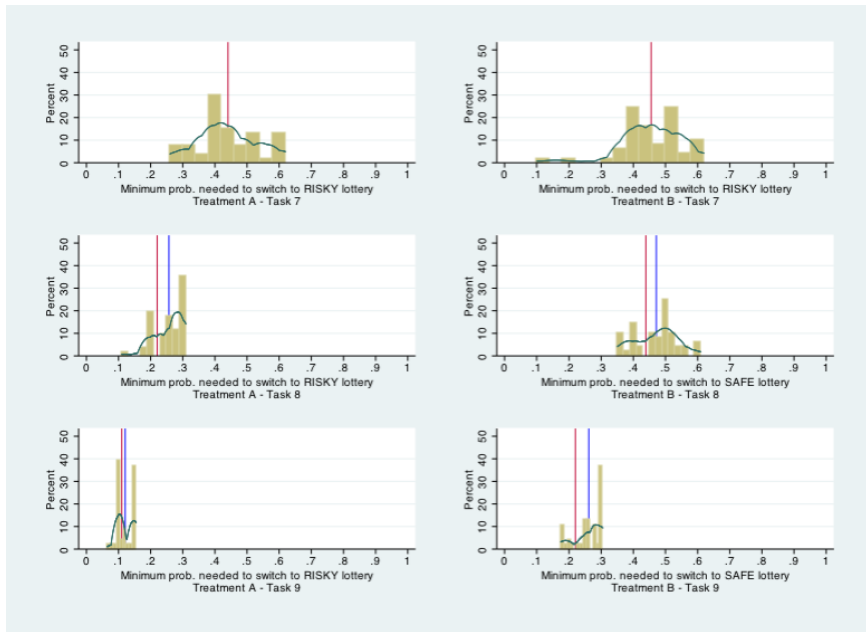 Percent
0 10 20 30 40 50
0 .1 .2 .3 .4 .5 .6 .7 .8 .9 1
Minimum prob. needed to switch to RISKY lottery
Treatment A - Task 7
Percent
0 10 20 30 40 50
0 .1 .2 .3 .4 .5 .6 .7 .8 .9 1
Minimum prob. needed to switch to RISKY lottery
Treatment B - Task 7
Percent
0 10 20 30 40 50
0 .1 .2 .3 .4 .5 .6 .7 .8 .9 1
Minimum prob. needed to switch to RISKY lottery
Treatment A - Task 8
Percent
0 10 20 30 40 50
0 .1 .2 .3 .4 .5 .6 .7 .8 .9 1
Minimum prob. needed to switch to SAFE lottery
Treatment B - Task 8
Percent
0 10 20 30 40 50
0 .1 .2 .3 .4 .5 .6 .7 .8 .9 1
Minimum prob. needed to switch to RISKY lottery
Treatment A - Task 9
Percent
0 10 20 30 40 50
0 .1 .2 .3 .4 .5 .6 .7 .8 .9 1
Minimum prob. needed to switch to SAFE lottery
Treatment B - Task 9